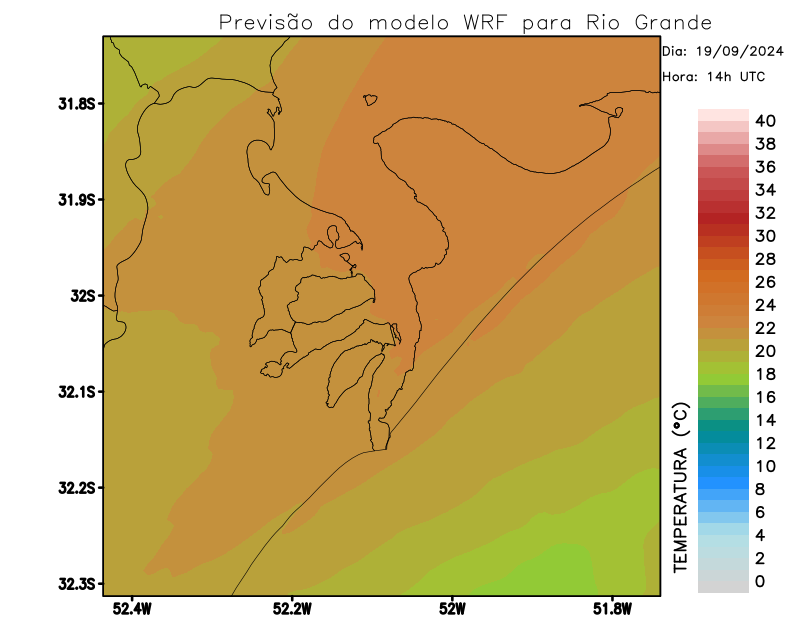 Previsão do modelo WRF para Rio Grande
Dia: 19/09/2024
Hora: 14h UTC
31.8S
31.9S
32S
32.1S
32.2S
32.3S
52.4W
52.2W
52W
51.8W
TEMPERATURA (°C)
40
38
36
34
32
30
28
26
24
22
20
18
16
14
12
10
8
6
4
2
0